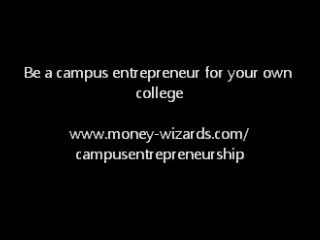 Be a campus entrepreneur for your own
college
www.money-wizards.com/
campusentrepreneurship